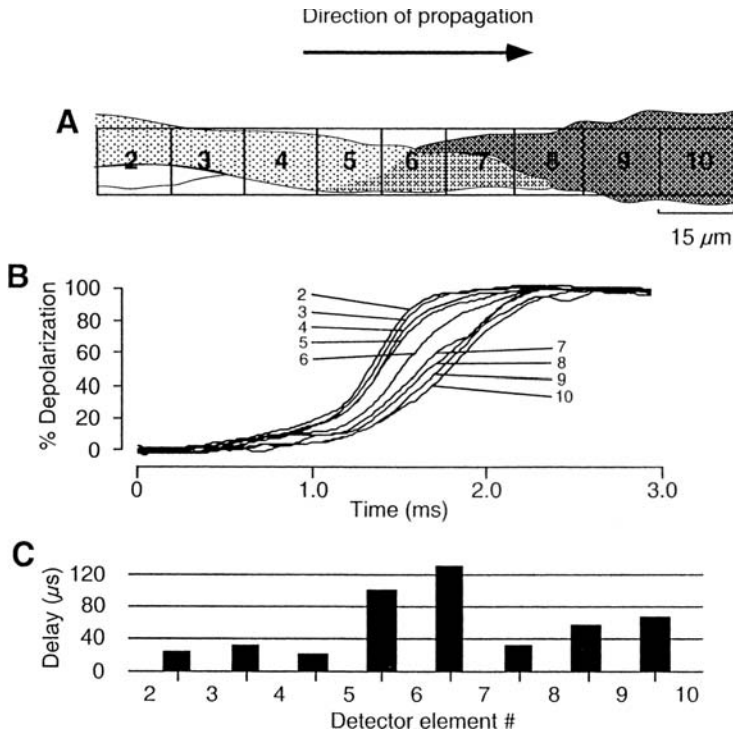 Direction of propagation
A
2 3 4 5 6 7 8 9 10
15 μm
B
% Depolarization
100
80
60
40
20
0
2
3
4
5
6
7
8
9
10
0 1.0 2.0 3.0
Time (ms)
C
Delay (μs)
120
80
40
0
2 3 4 5 6 7 8 9 10
Detector element #